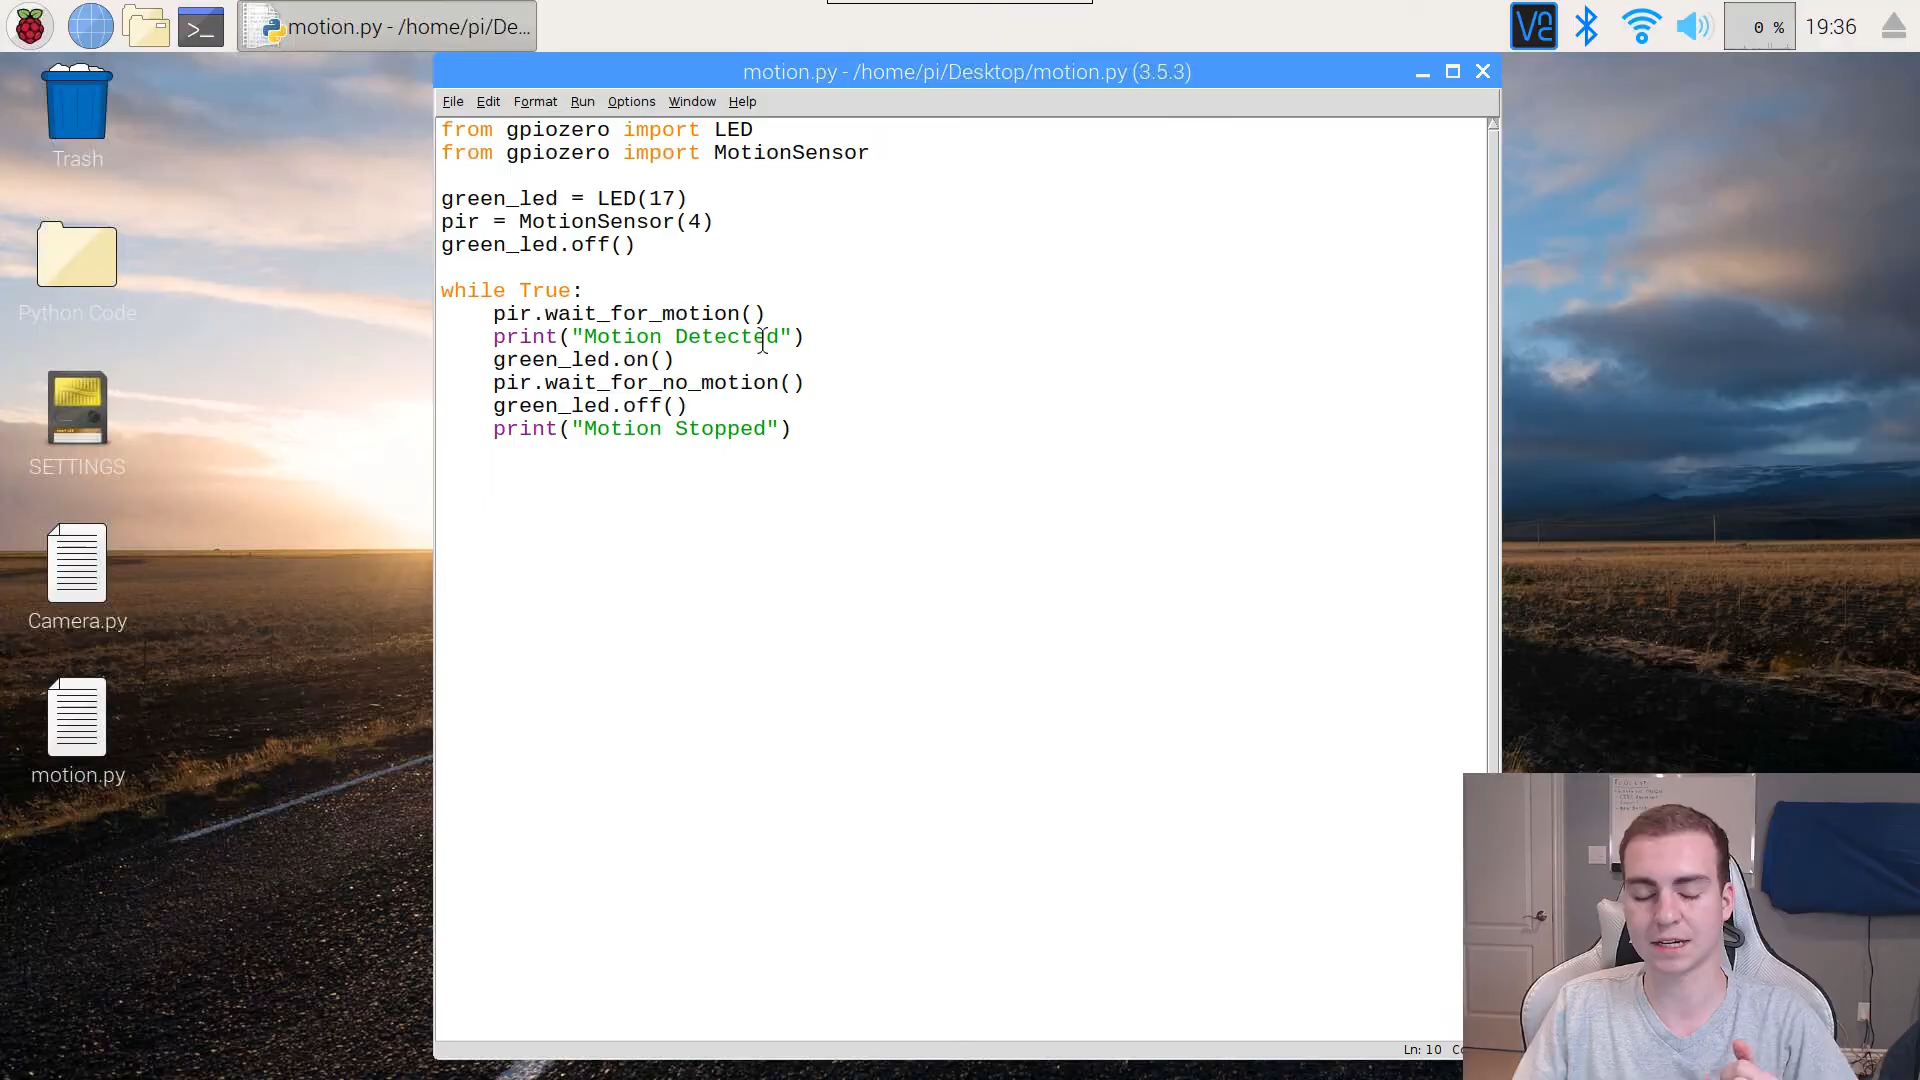 motion.py - /home/pi/De...
0 %
19:36
motion.py - /home/pi/Desktop/motion.py (3.5.3)
File Edit Format Run Options Window Help
from gpiozero import LED
from gpiozero import MotionSensor
green_led = LED(17)
pir = MotionSensor(4)
green_led.off()
while True:
pir.wait_for_motion()
print("Motion Detected")
green_led.on()
pir.wait_for_no_motion()
green_led.off()
print("Motion Stopped")
Trash
Python Code
SETTINGS
Camera.py
motion.py
Ln: 10